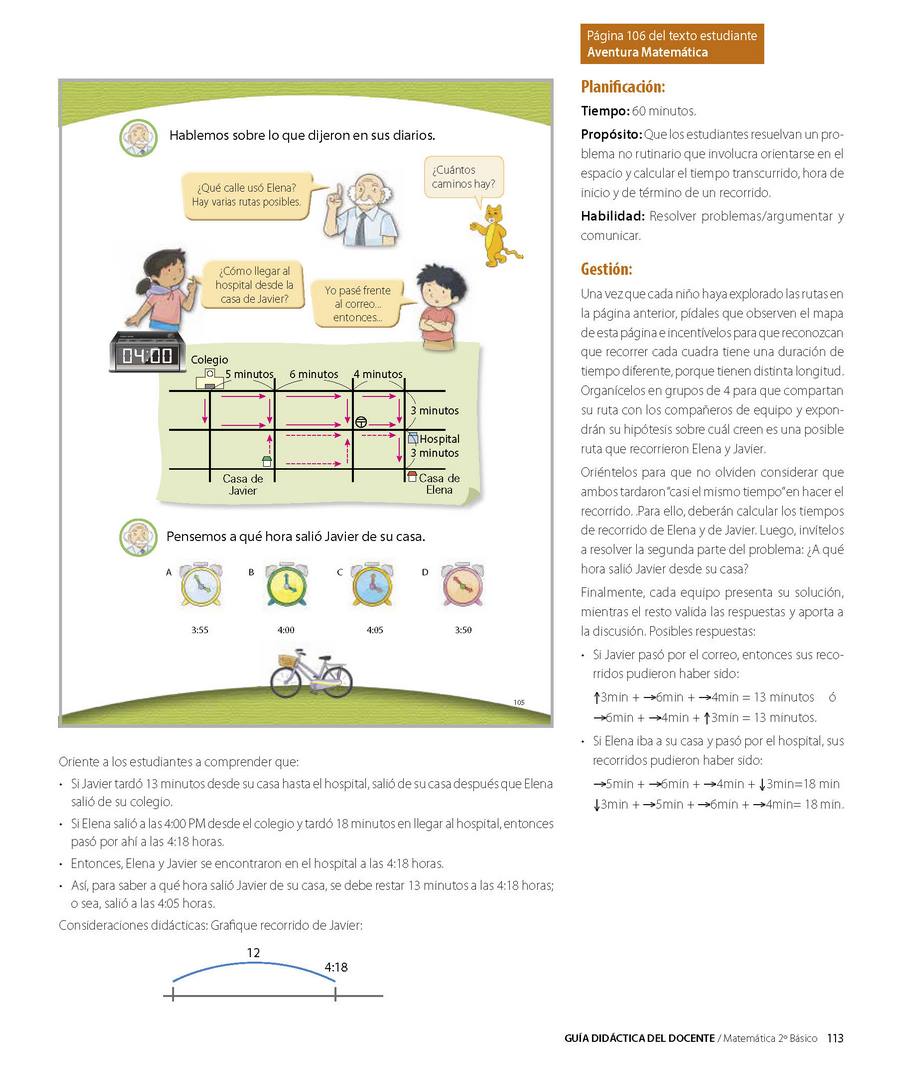 Página 106 del texto estudiante
Aventura Matemática
Hablemos sobre lo que dijeron en sus diarios.
¿Qué calle usó Elena?
Hay varias rutas posibles.
¿Cuántos
caminos hay?
¿Cómo llegar al
hospital desde la
casa de Javier?
Yo pasé frente
al correo...
entonces...
04:00
Colegio
5 minutos
6 minutos
4 minutos
3 minutos
Hospital
3 minutos
Casa de
Javier
Casa de
Elena
Pensemos a qué hora salió Javier de su casa.
A
B
C
D
3:55
4:00
4:05
3:50
105
Oriente a los estudiantes a comprender que:
• Si Javier tardó 13 minutos desde su casa hasta el hospital, salió de su casa después que Elena
salió de su colegio.
• Si Elena salió a las 4:00 PM desde el colegio y tardó 18 minutos en llegar al hospital, entonces
pasó por ahí a las 4:18 horas.
• Entonces, Elena y Javier se encontraron en el hospital a las 4:18 horas.
• Así, para saber a qué hora salió Javier de su casa, se debe restar 13 minutos a las 4:18 horas;
o sea, salió a las 4:05 horas.
Consideraciones didácticas: Grafique recorrido de Javier:
12
4:18
Planificación:
Tiempo: 60 minutos.
Propósito: Que los estudiantes resuelvan un pro-
blema no rutinario que involucra orientarse en el
espacio y calcular el tiempo transcurrido, hora de
inicio y de término de un recorrido.
Habilidad: Resolver problemas/argumentar y
comunicar.
Gestión:
Una vez que cada niño haya explorado las rutas en
la página anterior, pídales que observen el mapa
de esta página e incentívelos para que reconozcan
que recorrer cada cuadra tiene una duración de
tiempo diferente, porque tienen distinta longitud.
Organícelos en grupos de 4 para que compartan
su ruta con los compañeros de equipo y expon-
drán su hipótesis sobre cuál creen es una posible
ruta que recorrieron Elena y Javier.
Oriéntelos para que no olviden considerar que
ambos tardaron "casi el mismo tiempo" en hacer el
recorrido. .Para ello, deberán calcular los tiempos
de recorrido de Elena y de Javier. Luego, invítelos
a resolver la segunda parte del problema: ¿A qué
hora salió Javier desde su casa?
Finalmente, cada equipo presenta su solución,
mientras el resto valida las respuestas y aporta a
la discusión. Posibles respuestas:
• Si Javier pasó por el correo, entonces sus reco-
rridos pudieron haber sido:
↑3min + →6min + →4min = 13 minutos ó
→6min + →4min + ↑3min = 13 minutos.
• Si Elena iba a su casa y pasó por el hospital, sus
recorridos pudieron haber sido:
→5min + →6min + →4min + ↓3min=18 min
↓3min + →5min + →6min + →4min= 18 min.
GUÍA DIDÁCTICA DEL DOCENTE / Matemática 2º Básico 113